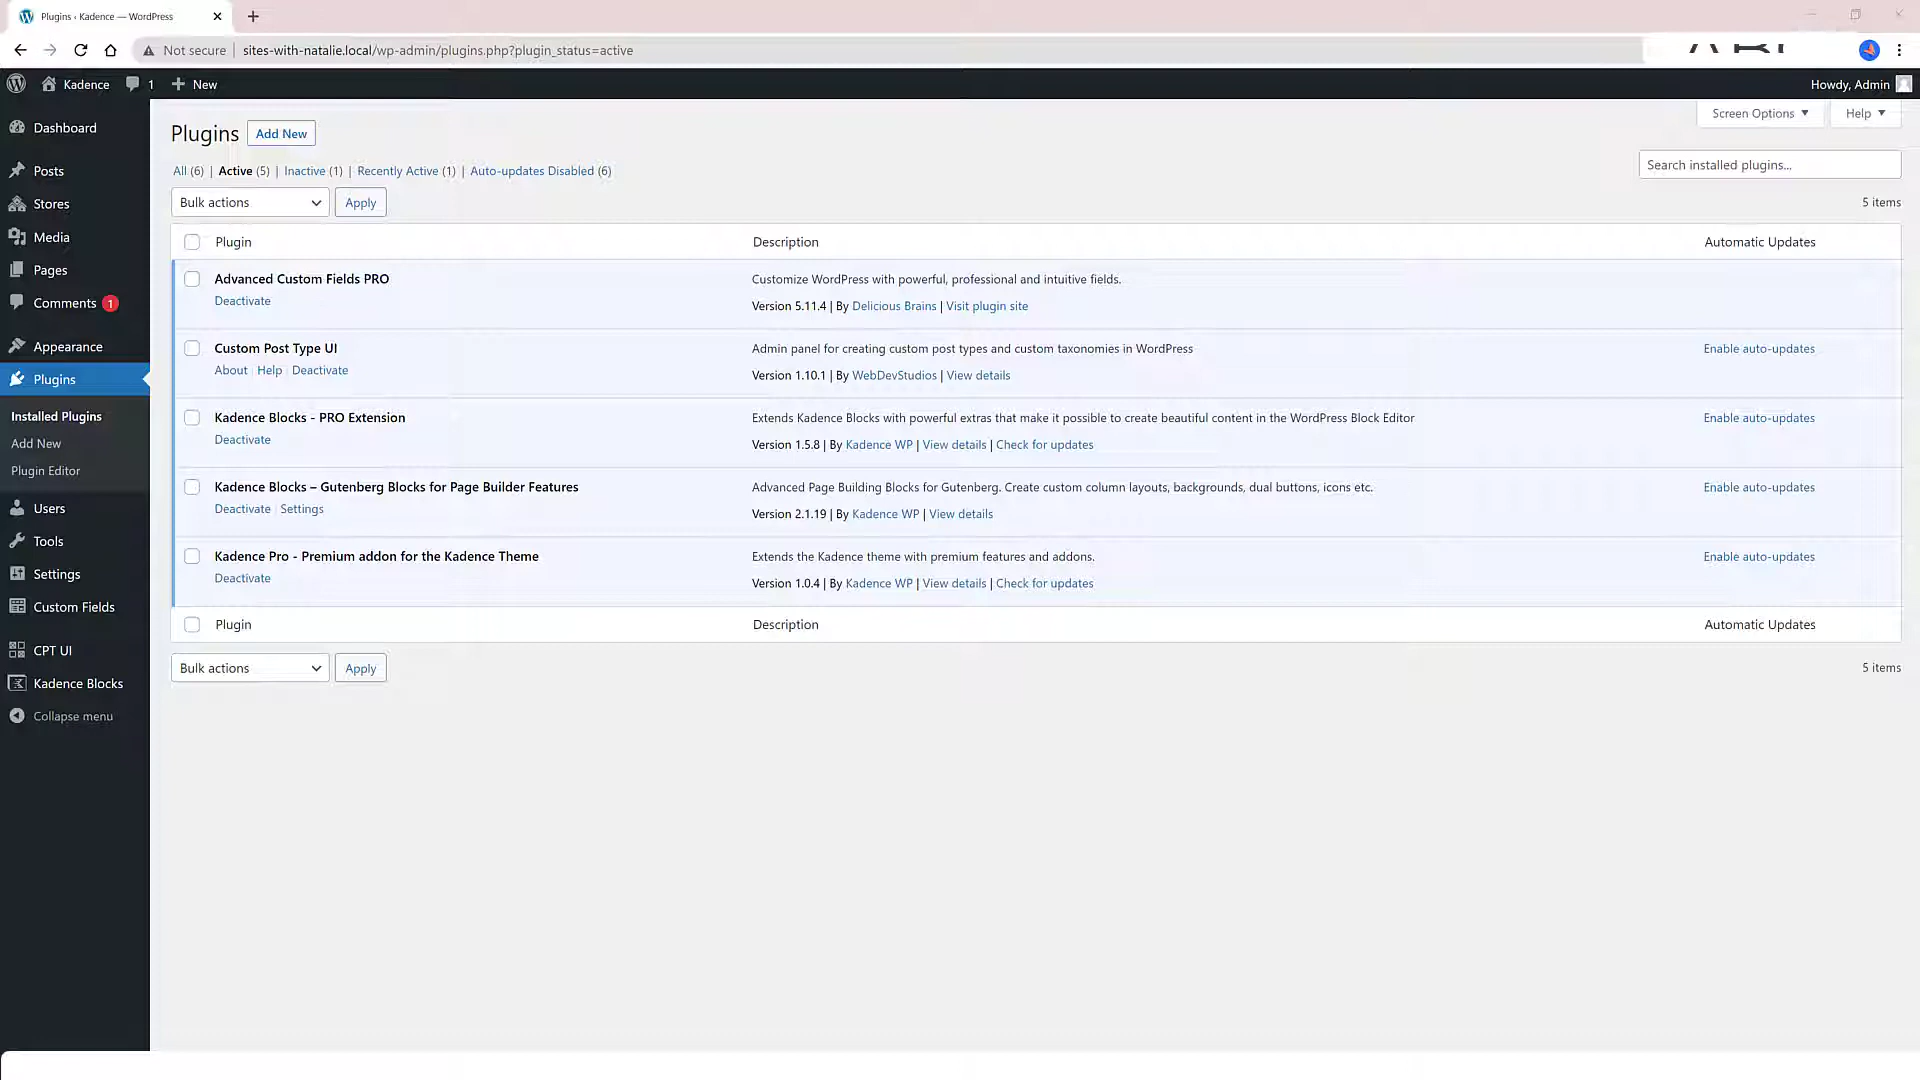 Plugins ‹ Kadence — WordPress
Not secure | sites-with-natalie.local/wp-admin/plugins.php?plugin_status=active
Kadence 1 New Howdy, Admin
Screen Options Help
Dashboard
Posts
Stores
Media
Pages
Comments 1
Appearance
Plugins
Installed Plugins
Add New
Plugin Editor
Users
Tools
Settings
Custom Fields
CPT UI
Kadence Blocks
Collapse menu
Plugins Add New
All (6) | Active (5) | Inactive (1) | Recently Active (1) | Auto-updates Disabled (6)
Search installed plugins...
Bulk actions Apply 5 items
Plugin Description Automatic Updates
Advanced Custom Fields PRO Customize WordPress with powerful, professional and intuitive fields.
Deactivate Version 5.11.4 | By Delicious Brains | Visit plugin site
Custom Post Type UI Admin panel for creating custom post types and custom taxonomies in WordPress Enable auto-updates
About | Help | Deactivate Version 1.10.1 | By WebDevStudios | View details
Kadence Blocks - PRO Extension Extends Kadence Blocks with powerful extras that make it possible to create beautiful content in the WordPress Block Editor Enable auto-updates
Deactivate Version 1.5.8 | By Kadence WP | View details | Check for updates
Kadence Blocks – Gutenberg Blocks for Page Builder Features Advanced Page Building Blocks for Gutenberg. Create custom column layouts, backgrounds, dual buttons, icons etc. Enable auto-updates
Deactivate | Settings Version 2.1.19 | By Kadence WP | View details
Kadence Pro - Premium addon for the Kadence Theme Extends the Kadence theme with premium features and addons. Enable auto-updates
Deactivate Version 1.0.4 | By Kadence WP | View details | Check for updates
Plugin Description Automatic Updates
Bulk actions Apply 5 items